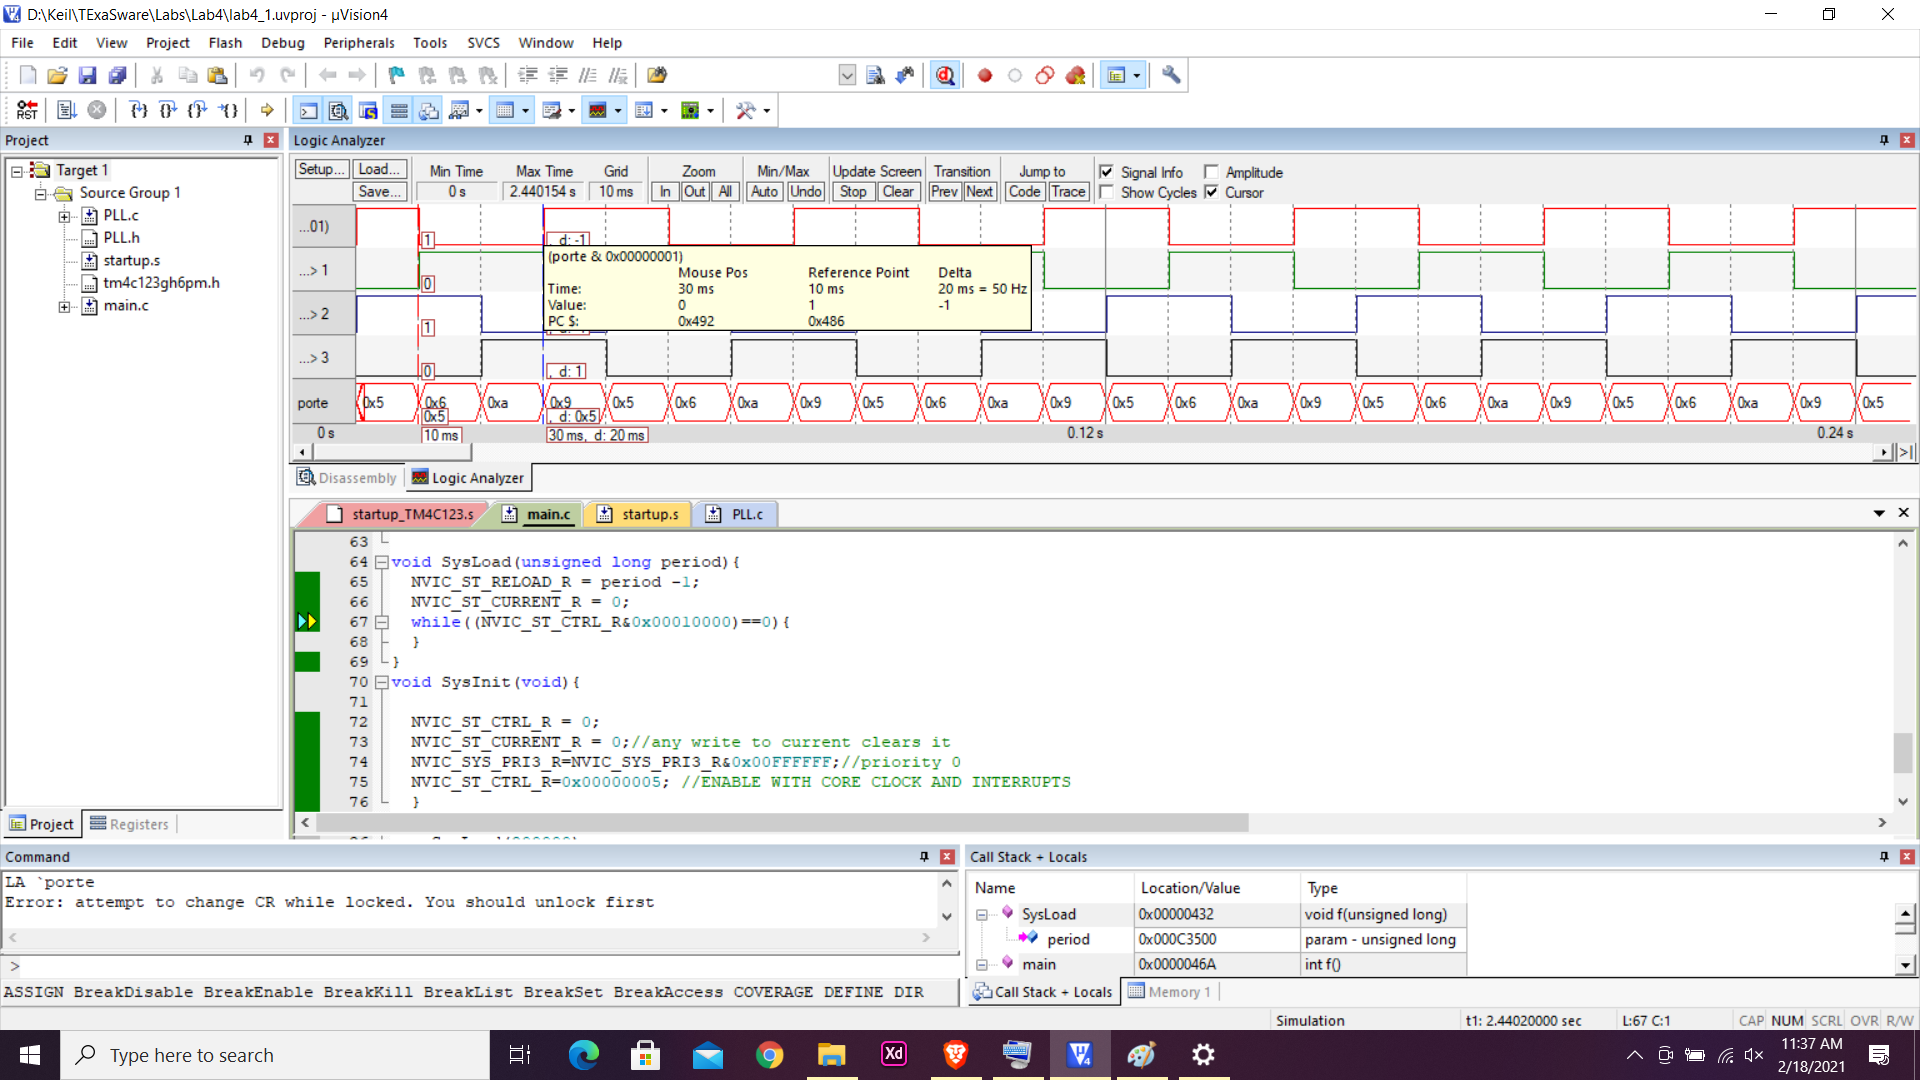 D:\Keil\TExaSware\Labs\Lab4\lab4_1.uvproj - µVision4
File Edit View Project Flash Debug Peripherals Tools SVCS Window Help
RST
Project
Logic Analyzer
Target 1
Source Group 1
PLL.c
PLL.h
startup.s
tm4c123gh6pm.h
main.c
Setup... Load... Min Time Max Time Grid Zoom Min/Max Update Screen Transition Jump to Signal Info Amplitude
Save... 0 s 2.440154 s 10 ms In Out All Auto Undo Stop Clear Prev Next Code Trace Show Cycles Cursor
...01) 1 , d: -1
...> 1 0
...> 2 1
...> 3 0 , d: 1
(porte & 0x00000001)
Mouse Pos Reference Point Delta
Time: 30 ms 10 ms 20 ms = 50 Hz
Value: 0 1 -1
PC $: 0x492 0x486
porte 0x5 0x6 0xa 0x9 0x5 0x6 0xa 0x9 0x5 0x6 0xa 0x9 0x5 0x6 0xa 0x9 0x5 0x6 0xa 0x9 0x5 0x6 0xa 0x9 0x5
0x5 , d: 0x5
0 s 10 ms 30 ms, d: 20 ms 0.12 s 0.24 s
Disassembly Logic Analyzer
startup_TM4C123.s main.c startup.s PLL.c
63
64 void SysLoad(unsigned long period){
65 NVIC_ST_RELOAD_R = period -1;
66 NVIC_ST_CURRENT_R = 0;
67 while((NVIC_ST_CTRL_R&0x00010000)==0){
68 }
69 }
70 void SysInit(void){
71
72 NVIC_ST_CTRL_R = 0;
73 NVIC_ST_CURRENT_R = 0;//any write to current clears it
74 NVIC_SYS_PRI3_R=NVIC_SYS_PRI3_R&0x00FFFFFF;//priority 0
75 NVIC_ST_CTRL_R=0x00000005; //ENABLE WITH CORE CLOCK AND INTERRUPTS
76 }
Project Registers
Command
LA `porte
Error: attempt to change CR while locked. You should unlock first
>
ASSIGN BreakDisable BreakEnable BreakKill BreakList BreakSet BreakAccess COVERAGE DEFINE DIR
Call Stack + Locals
Name Location/Value Type
SysLoad 0x00000432 void f(unsigned long)
period 0x000C3500 param - unsigned long
main 0x0000046A int f()
Call Stack + Locals Memory 1
Simulation t1: 2.44020000 sec L:67 C:1 CAP NUM SCRL OVR R/W
Type here to search
Xd
11:37 AM
2/18/2021